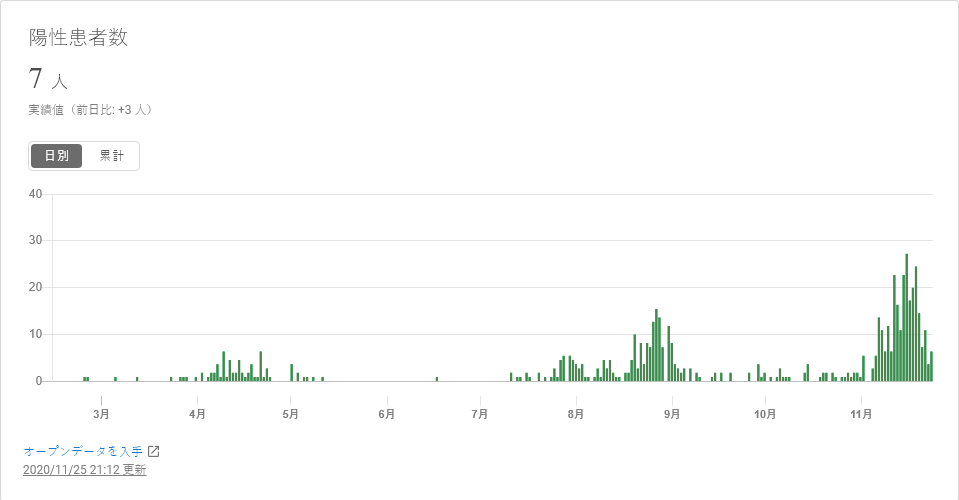 陽性患者数
7 人
実績値（前日比: +3 人）
日別 累計
40
30
20
10
0
3月 4月 5月 6月 7月 8月 9月 10月 11月
オープンデータを入手
2020/11/25 21:12 更新